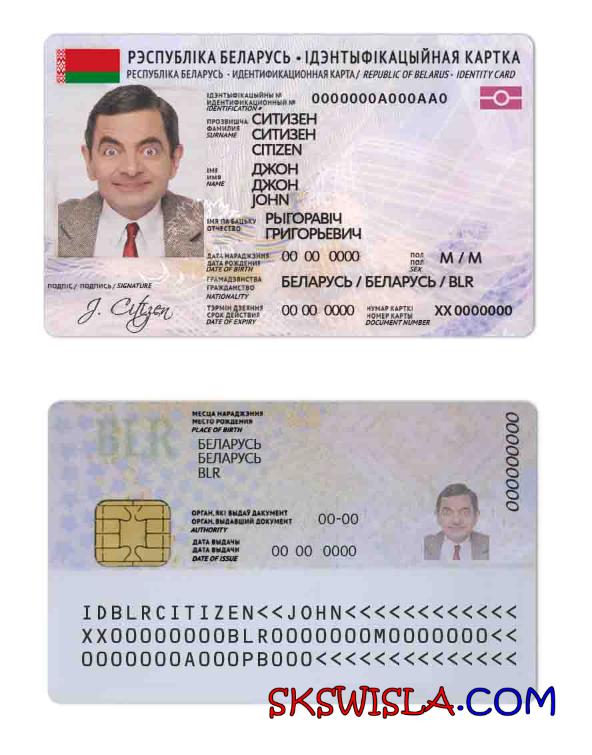 РЭСПУБЛІКА БЕЛАРУСЬ • ІДЭНТЫФІКАЦЫЙНАЯ КАРТКА
РЕСПУБЛІКА БЕЛАРУСЬ - ИДЕНТИФИКАЦИОННАЯ КАРТА / REPUBLIC OF BELARUS - IDENTITY CARD
ІДЭНТЫФІКАЦЫЙНЫ №
ИДЕНТИФИКАЦИОННЫЙ № 0000000A000AA0
IDENTIFICATION #
ПРОЗВІШЧА СИТИЗЕН
ФАМИЛИЯ СИТИЗЕН
SURNAME CITIZEN
ІМЯ ДЖОН
ИМЯ ДЖОН
NAME JOHN
ІМЯ ПА БАЦЬКУ РЫГОРАВІЧ
ОТЧЕСТВО ГРИГОРЬЕВИЧ
ДАТА НАРАДЖЭННЯ 00 00 0000 ПОЛ М / M
ДАТА РОЖДЕНИЯ ПОЛ
DATE OF BIRTH SEX
ГРАМАДЗЯНСТВА БЕЛАРУСЬ / БЕЛАРУСЬ / BLR
ГРАЖДАНСТВО
NATIONALITY
ПОДПІС / ПОДПИСЬ / SIGNATURE
J. Citizen
ТЭРМІН ДЗЕЯННЯ 00 00 0000 НУМАР КАРТКІ XX 0000000
СРОК ДЕЙСТВИЯ НОМЕР КАРТЫ
DATE OF EXPIRY DOCUMENT NUMBER
BLR
МЕСЦА НАРАДЖЭННЯ
МЕСТО РОЖДЕНИЯ
PLACE OF BIRTH
БЕЛАРУСЬ
БЕЛАРУСЬ
BLR
000000000
ОРГАН, ЯКІ ВЫДАЎ ДАКУМЕНТ
ОРГАН, ВЫДАВШИЙ ДОКУМЕНТ 00-00
AUTHORITY
ДАТА ВЫДАЧЫ
ДАТА ВЫДАЧИ 00 00 0000
DATE OF ISSUE
IDBLRCITIZEN<<JOHN<<<<<<<<<<<<
XX00000000BLR0000000M0000000<<
0000000A000PB000<<<<<<<<<<<<<<
SKSWISLA.COM